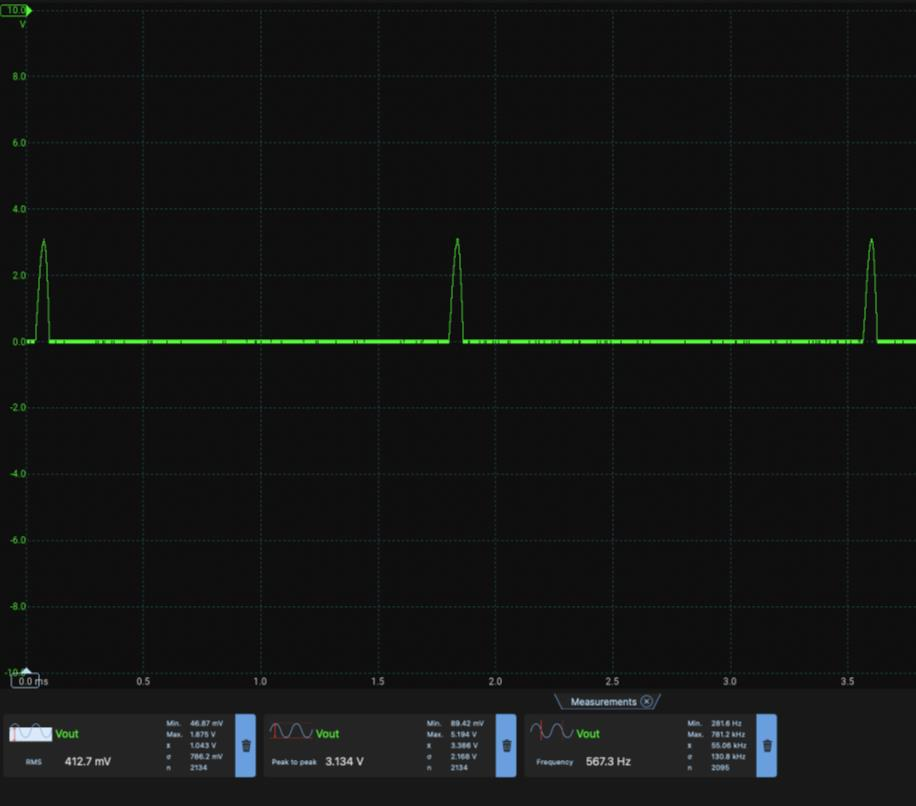 10.0
V
8.0
6.0
4.0
2.0
0.0
-2.0
-4.0
-6.0
-8.0
-10.0
0.0 ms 0.5 1.0 1.5 2.0 2.5 3.0 3.5
Measurements
Vout
RMS 412.7 mV
Min. 46.87 mV
Max. 1.875 V
x̄ 1.043 V
σ 786.2 mV
n 2134
Vout
Peak to peak 3.134 V
Min. 89.42 mV
Max. 5.194 V
x̄ 3.386 V
σ 2.168 V
n 2134
Vout
Frequency 567.3 Hz
Min. 281.6 Hz
Max. 781.2 kHz
x̄ 55.06 kHz
σ 130.8 kHz
n 2095